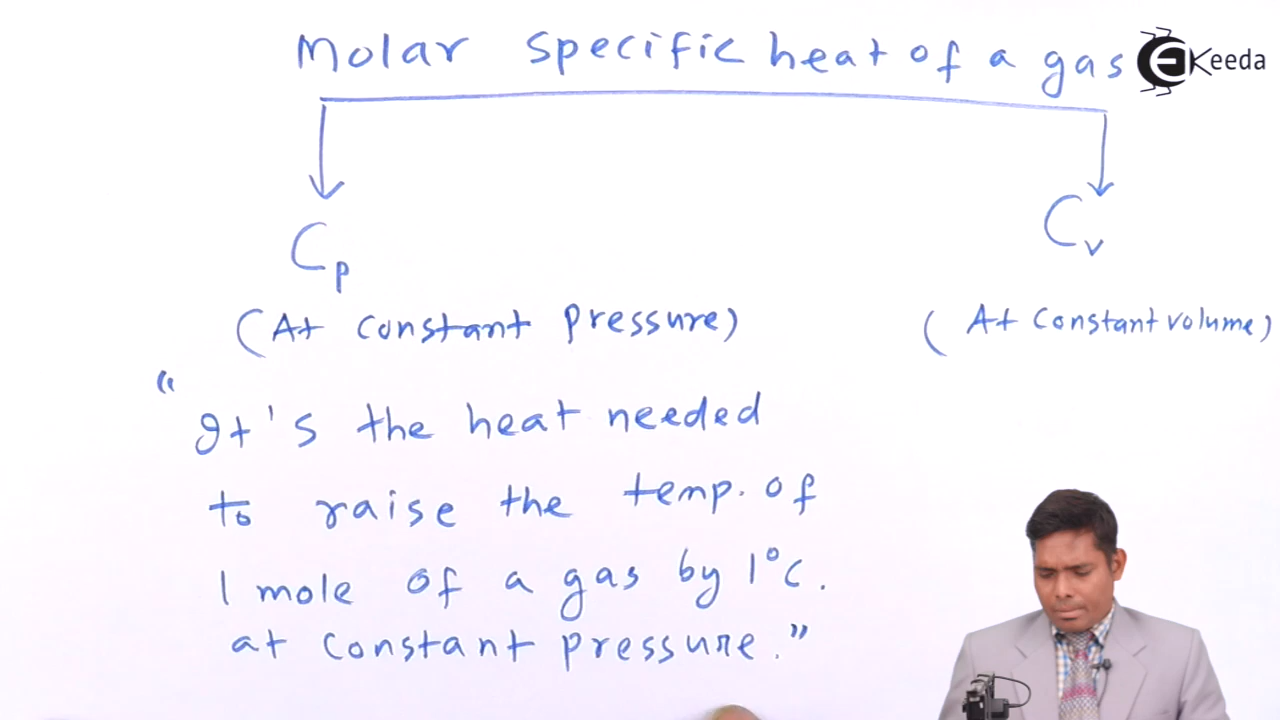 Molar specific heat of a gas
EKeeda
Cp
Cv
(At constant pressure)
(At constant volume)
"It's the heat needed
to raise the temp. of
1 mole of a gas by 1°C.
at constant pressure."